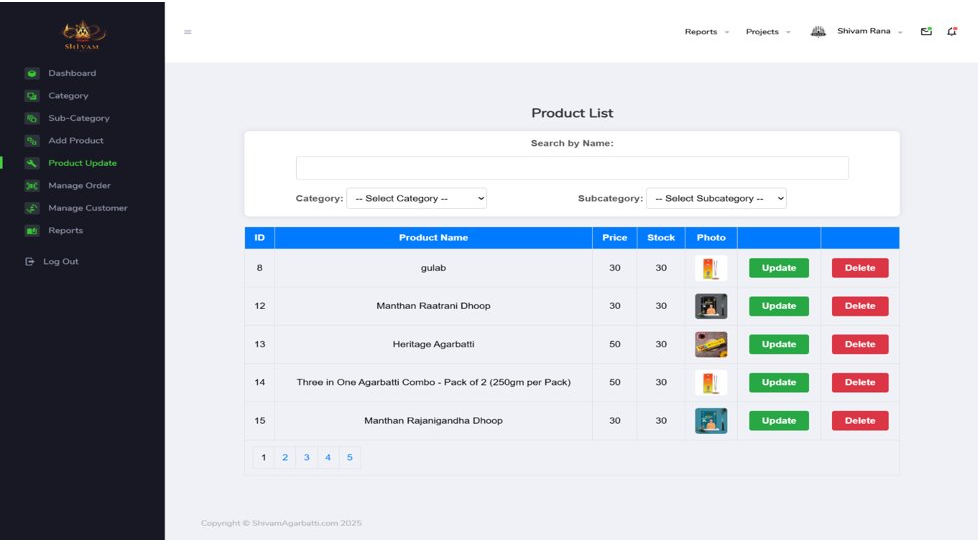 SHIVAM
Reports Projects Shivam Rana
Dashboard
Category
Sub-Category
Add Product
Product Update
Manage Order
Manage Customer
Reports
Log Out
Product List
Search by Name:
Category: -- Select Category -- Subcategory: -- Select Subcategory --
ID Product Name Price Stock Photo
8 gulab 30 30 Update Delete
12 Manthan Raatrani Dhoop 30 30 Update Delete
13 Heritage Agarbatti 50 30 Update Delete
14 Three in One Agarbatti Combo - Pack of 2 (250gm per Pack) 50 30 Update Delete
15 Manthan Rajanigandha Dhoop 30 30 Update Delete
1 2 3 4 5
Copyright © ShivamAgarbatti.com 2025